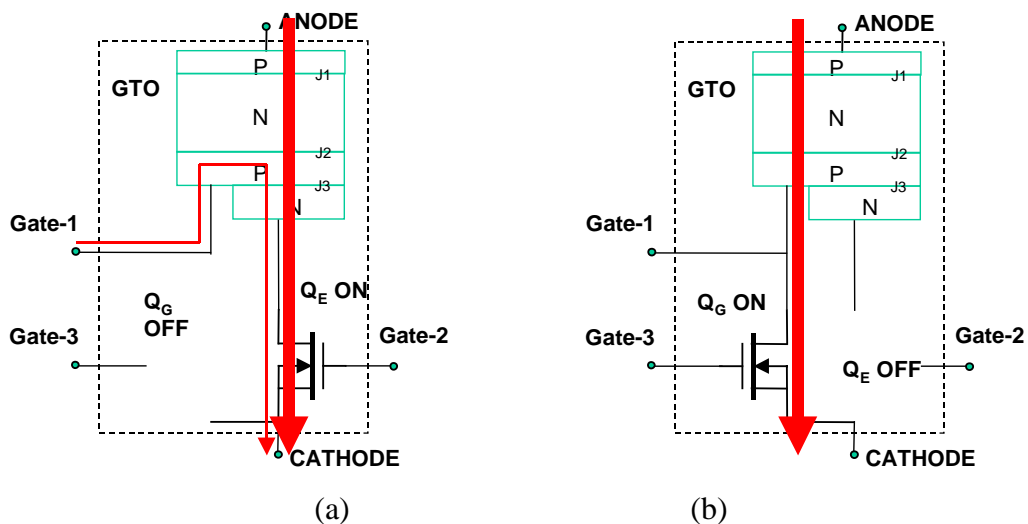 ANODE
P
J1
GTO
N
J2
P
J3
N
Gate-1
QG
OFF
QE ON
Gate-3
Gate-2
CATHODE
(a)
ANODE
P
J1
GTO
N
J2
P
J3
N
Gate-1
QG ON
Gate-3
Gate-2
QE OFF
CATHODE
(b)